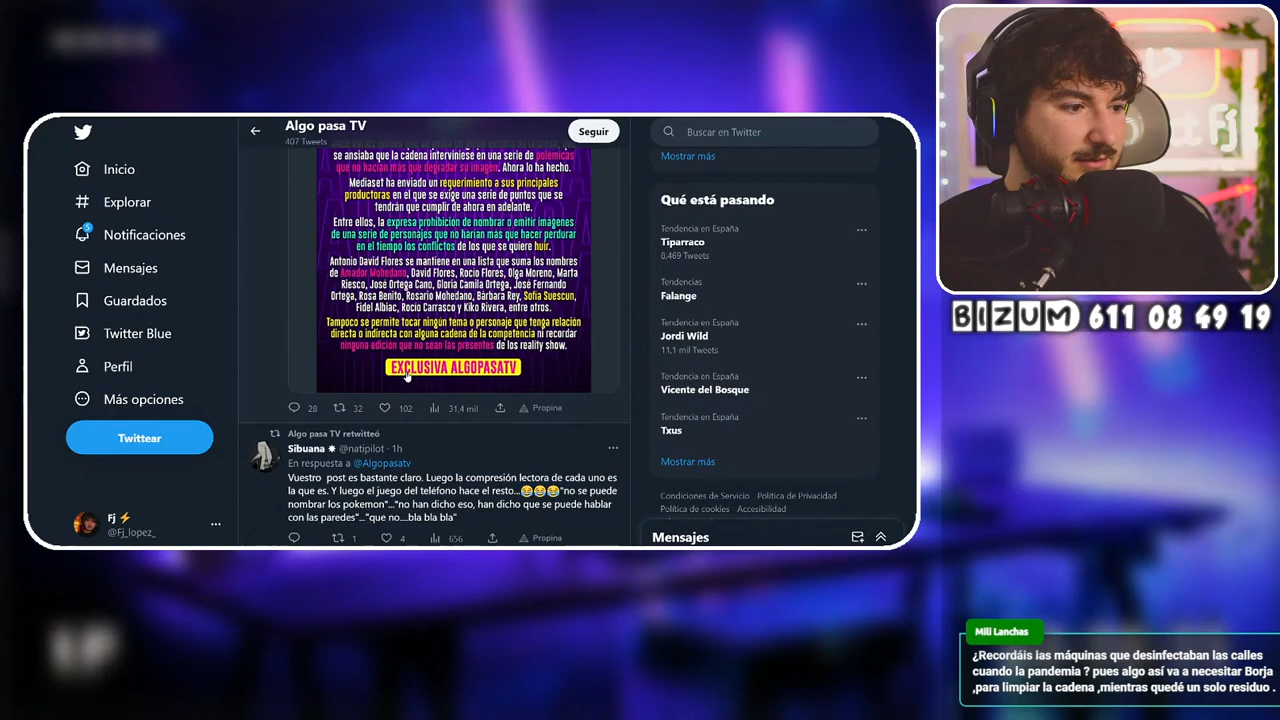 Algo pasa TV
407 Tweets
Seguir
Buscar en Twitter
Inicio
Explorar
5
Notificaciones
Mensajes
Guardados
Twitter Blue
Perfil
Más opciones
Twittear
Fj ⚡
@Fj_lopez_
se ansiaba que la cadena interviniese en una serie de polémicas
que no hacían más que degradar su imagen. Ahora lo ha hecho.
Mediaset ha enviado un requerimiento a sus principales
productoras en el que se exige una serie de puntos que se
tendrán que cumplir de ahora en adelante.
Entre ellos, la expresa prohibición de nombrar o emitir imágenes
de una serie de personajes que no harían más que hacer perdurar
en el tiempo los conflictos de los que se quiere huir.
Antonio David Flores se mantiene en una lista que suma los nombres
de Amador Mohedano, David Flores, Rocio Flores, Olga Moreno, Marta
Riesco, José Ortega Cano, Gloria Camila Ortega, José Fernando
Ortega, Rosa Benito, Rosario Mohedano, Bárbara Rey, Sofía Suescun,
Fidel Albiac, Rocío Carrasco y Kiko Rivera, entre otros.
Tampoco se permite tocar ningún tema o personaje que tenga relación
directa o indirecta con alguna cadena de la competencia ni recordar
ninguna edición que no sean las presentes de los reality show.
EXCLUSIVA ALGOPASATV
28 32 102 31,4 mil Propina
Algo pasa TV retwitteó
Sibuana ✸ @natipilot · 1h
En respuesta a @Algopasatv
Vuestro post es bastante claro. Luego la compresión lectora de cada uno es
la que es. Y luego el juego del teléfono hace el resto...😂😂😂"no se puede
nombrar los pokemon"..."no han dicho eso, han dicho que se puede hablar
con las paredes"..."que no....bla bla bla"
1 4 656 Propina
Mostrar más
Qué está pasando
Tendencia en España
Tiparraco
8.469 Tweets
Tendencias
Falange
Tendencia en España
Jordi Wild
11,1 mil Tweets
Tendencia en España
Vicente del Bosque
Tendencia en España
Txus
Mostrar más
Condiciones de Servicio Política de Privacidad
Política de cookies Accesibilidad
Mensajes
BIZUM 611 08 49 19
Mili Lanchas
¿Recordáis las máquinas que desinfectaban las calles
cuando la pandemia ? pues algo así va a necesitar Borja
,para limpiar la cadena ,mientras quedé un solo residuo .